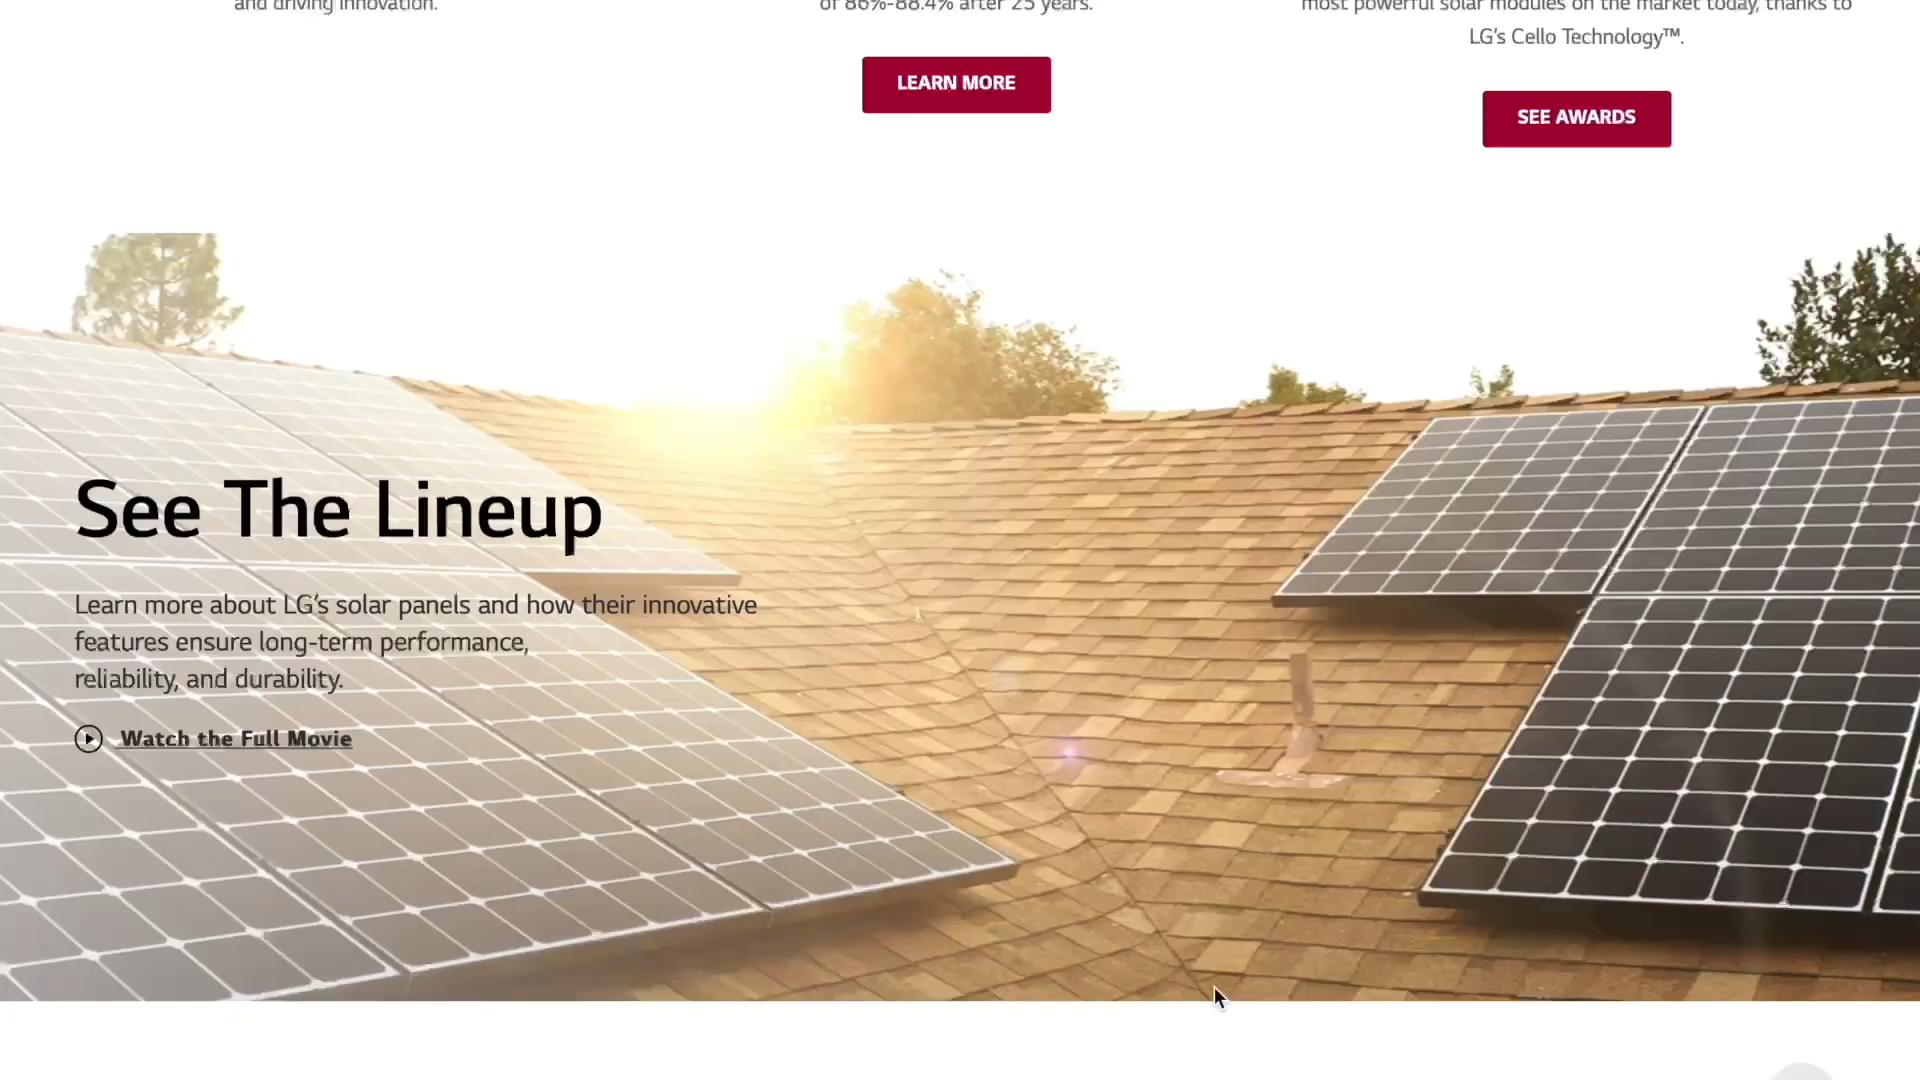 and driving innovation.
of 86%-88.4% after 25 years.
most powerful solar modules on the market today, thanks to
LG's Cello Technology™.
LEARN MORE
SEE AWARDS
See The Lineup
Learn more about LG's solar panels and how their innovative
features ensure long-term performance,
reliability, and durability.
Watch the Full Movie